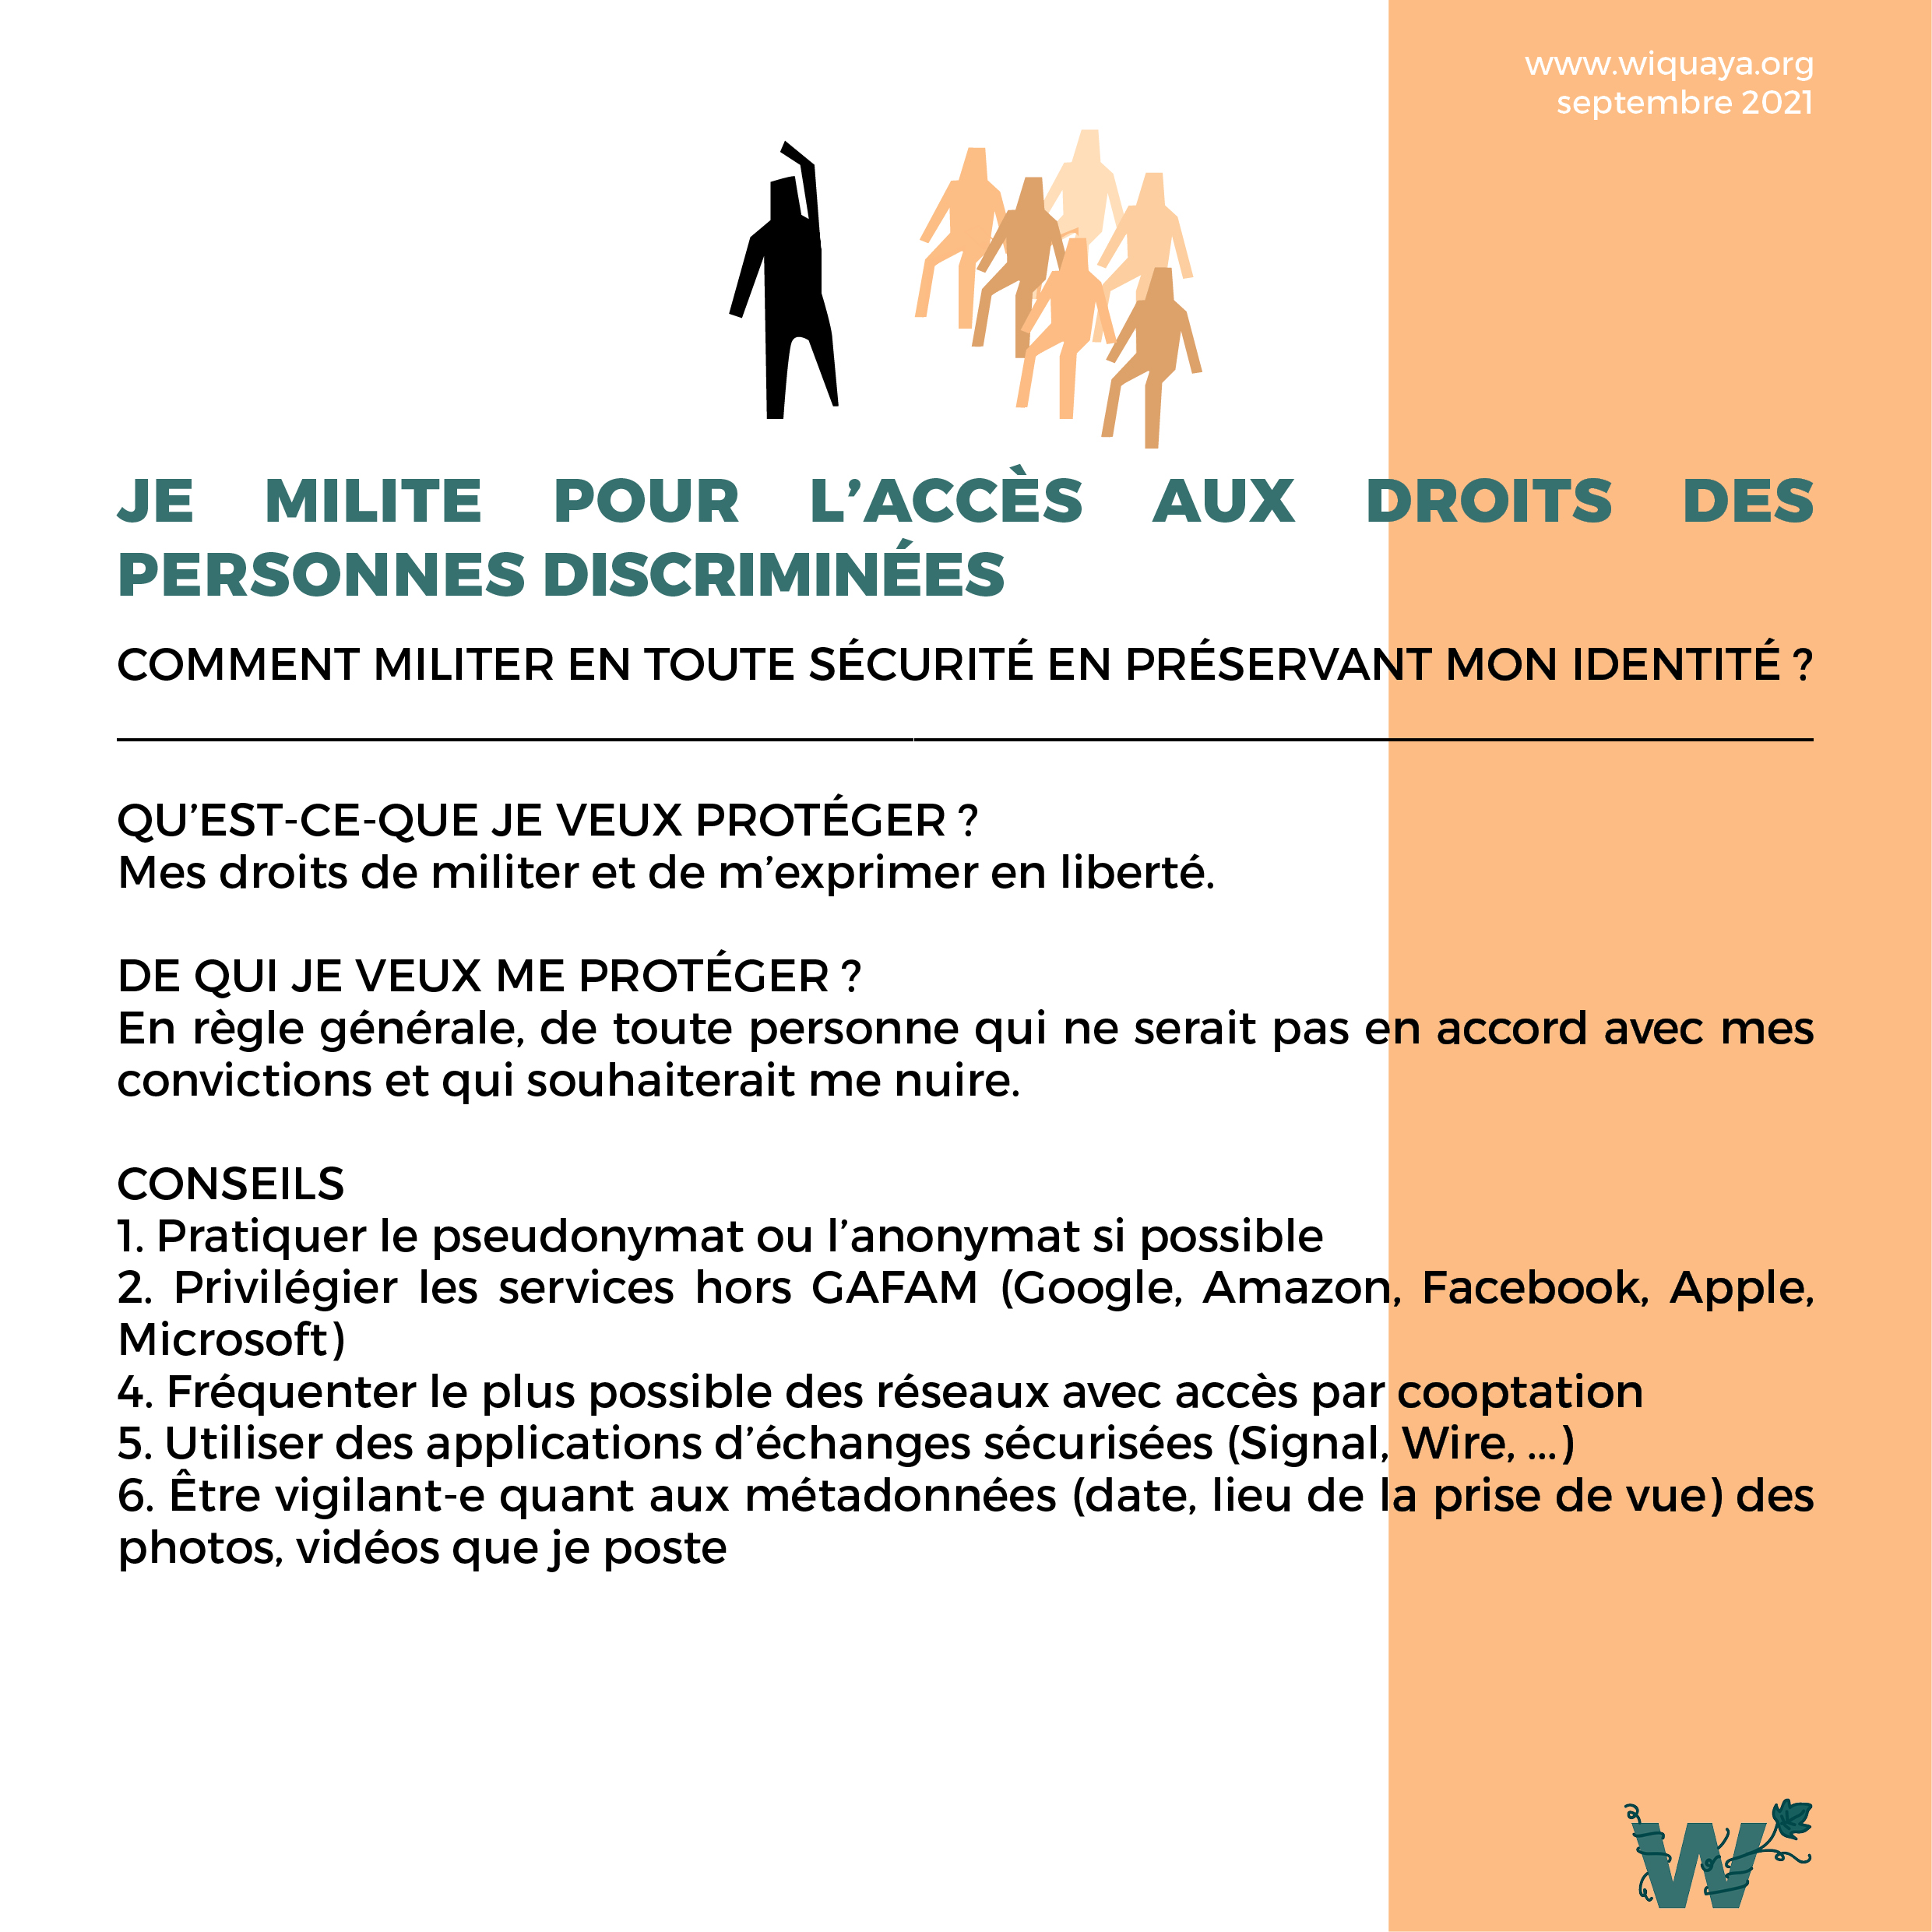 www.wiquaya.org
septembre 2021
JE MILITE POUR L’ACCÈS AUX DROITS DES
PERSONNES DISCRIMINÉES
COMMENT MILITER EN TOUTE SÉCURITÉ EN PRÉSERVANT MON IDENTITÉ ?
QU’EST-CE-QUE JE VEUX PROTÉGER ?
Mes droits de militer et de m’exprimer en liberté.
DE QUI JE VEUX ME PROTÉGER ?
En règle générale, de toute personne qui ne serait pas en accord avec mes
convictions et qui souhaiterait me nuire.
CONSEILS
1. Pratiquer le pseudonymat ou l’anonymat si possible
2. Privilégier les services hors GAFAM (Google, Amazon, Facebook, Apple,
Microsoft)
4. Fréquenter le plus possible des réseaux avec accès par cooptation
5. Utiliser des applications d’échanges sécurisées (Signal, Wire, ...)
6. Être vigilant-e quant aux métadonnées (date, lieu de la prise de vue) des
photos, vidéos que je poste
W